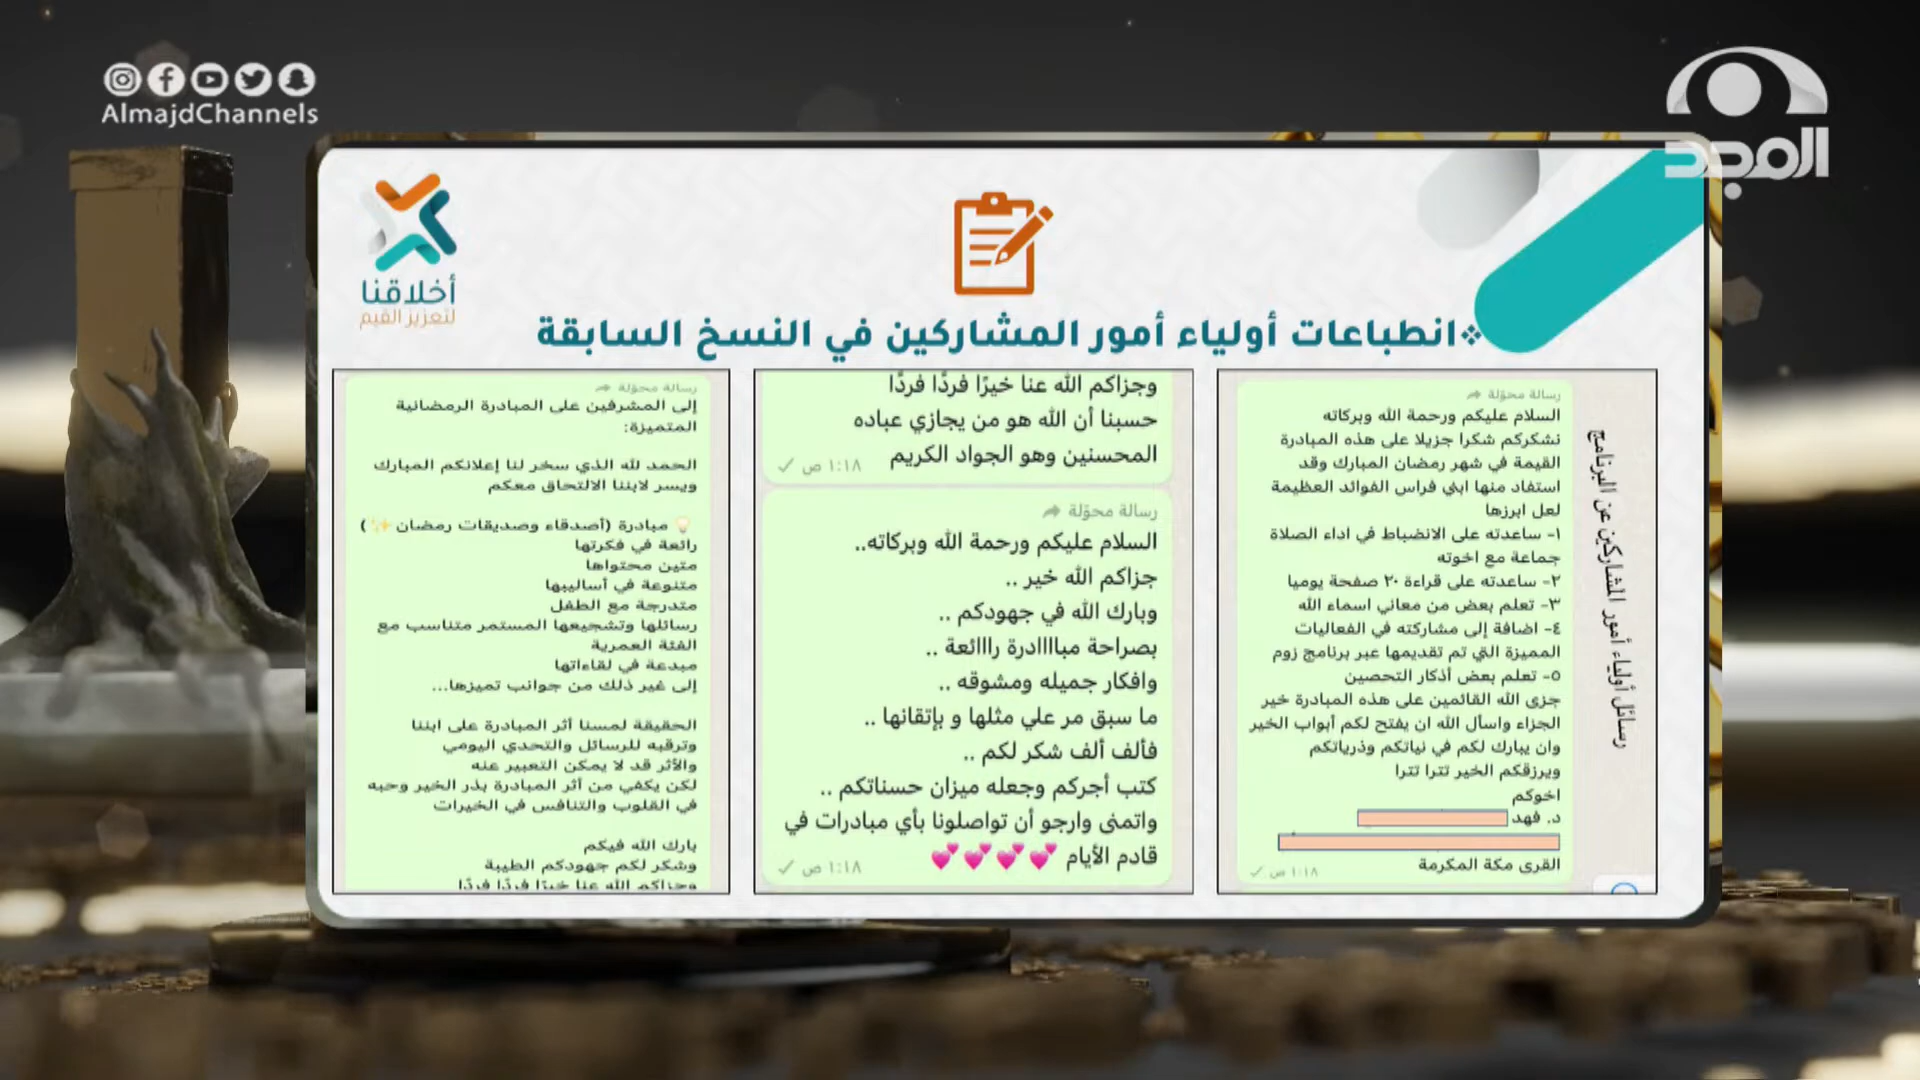 AlmajdChannels
المجد
أخلاقنا
لتعزيز القيم
انطباعات أولياء أمور المشاركين في النسخ السابقة
رسائل أولياء أمور المشاركين عن البرنامج
رسالة محوّلة
السلام عليكم ورحمة الله وبركاته
نشكركم شكرا جزيلا على هذه المبادرة
القيمة في شهر رمضان المبارك وقد
استفاد منها ابني فراس الفوائد العظيمة
لعل ابرزها
١- ساعدته على الانضباط في اداء الصلاة
جماعة مع اخوته
٢- ساعدته على قراءة ٢٠ صفحة يوميا
٣- تعلم بعض من معاني اسماء الله
٤- اضافة إلى مشاركته في الفعاليات
المميزة التي تم تقديمها عبر برنامج زوم
٥- تعلم بعض أذكار التحصين
جزى الله القائمين على هذه المبادرة خير
الجزاء واسأل الله ان يفتح لكم أبواب الخير
وان يبارك لكم في نياتكم وذرياتكم
ويرزقكم الخير تترا تترا
اخوكم
د. فهد
القرى مكة المكرمة
١:١٨ ص
وجزاكم الله عنا خيرًا فردًا فردًا
حسبنا أن الله هو من يجازي عباده
المحسنين وهو الجواد الكريم
١:١٨ ص
رسالة محوّلة
السلام عليكم ورحمة الله وبركاته..
جزاكم الله خير ..
وبارك الله في جهودكم ..
بصراحة مباااادرة رااائعة ..
وافكار جميله ومشوقه ..
ما سبق مر علي مثلها و بإتقانها ..
فألف ألف شكر لكم ..
كتب أجركم وجعله ميزان حسناتكم ..
واتمنى وارجو أن تواصلونا بأي مبادرات في
قادم الأيام 💕💕💕💕
١:١٨ ص
رسالة محوّلة
إلى المشرفين على المبادرة الرمضانية
المتميزة:
الحمد لله الذي سخر لنا إعلانكم المبارك
ويسر لابننا الالتحاق معكم
💡 مبادرة (أصدقاء وصديقات رمضان ✨)
رائعة في فكرتها
متين محتواها
متنوعة في أساليبها
متدرجة مع الطفل
رسائلها وتشجيعها المستمر متناسب مع
الفئة العمرية
مبدعة في لقاءاتها
إلى غير ذلك من جوانب تميزها...
الحقيقة لمسنا أثر المبادرة على ابننا
وترقبه للرسائل والتحدي اليومي
والأثر قد لا يمكن التعبير عنه
لكن يكفي من أثر المبادرة بذر الخير وحبه
في القلوب والتنافس في الخيرات
بارك الله فيكم
وشكر لكم جهودكم الطيبة
وجزاكم الله عنا خيرًا فردًا فردًا